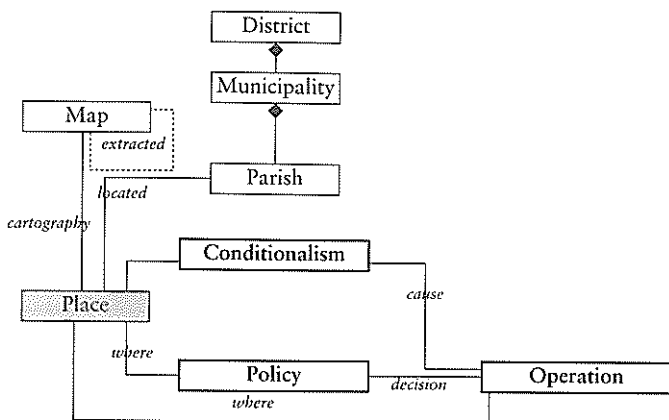 District
Municipality
Map
extracted
Parish
located
cartography
Conditionalism
cause
Place
where
Policy
decision
Operation
where